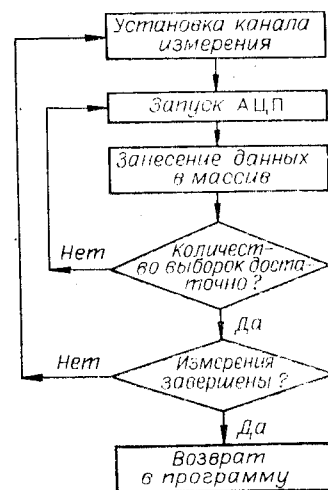 Установка канала
измерения
Запуск АЦП
Занесение данных
в массив
Нет
Количест-
во выборок доста-
точно?
Да
Нет
Измерения
завершены?
Да
Возврат
в программу